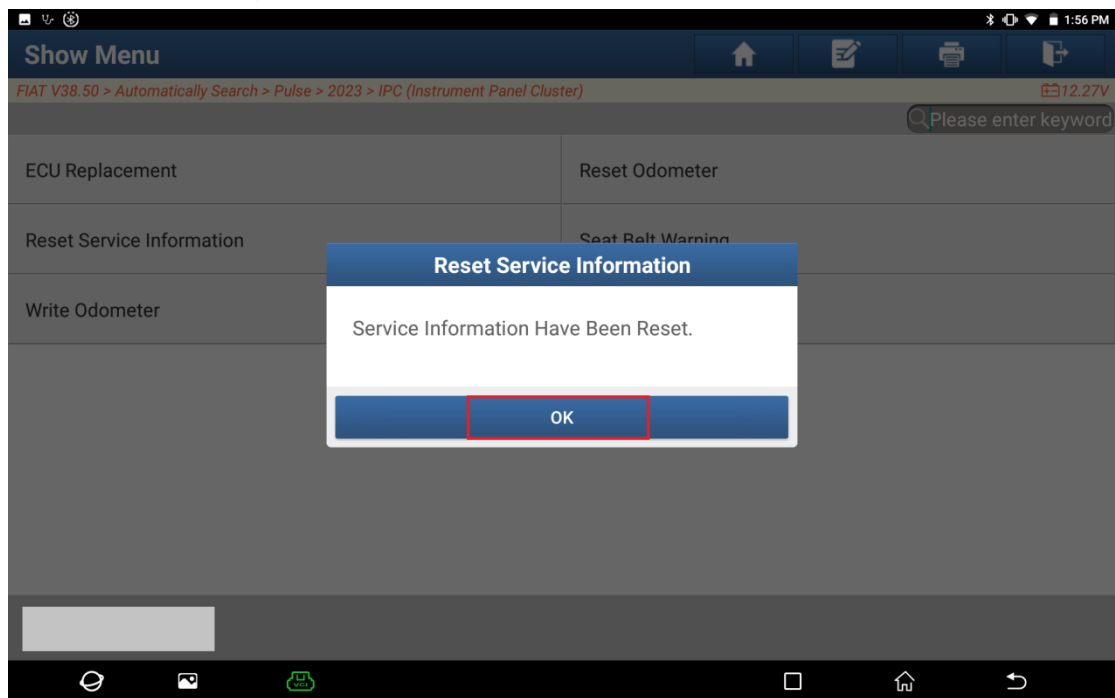 1:56 PM
Show Menu
FIAT V38.50 > Automatically Search > Pulse > 2023 > IPC (Instrument Panel Cluster)
12.27V
Please enter keyword
ECU Replacement
Reset Odometer
Reset Service Information
Seat Belt Warning
Write Odometer
Reset Service Information
Service Information Have Been Reset.
OK
VCI